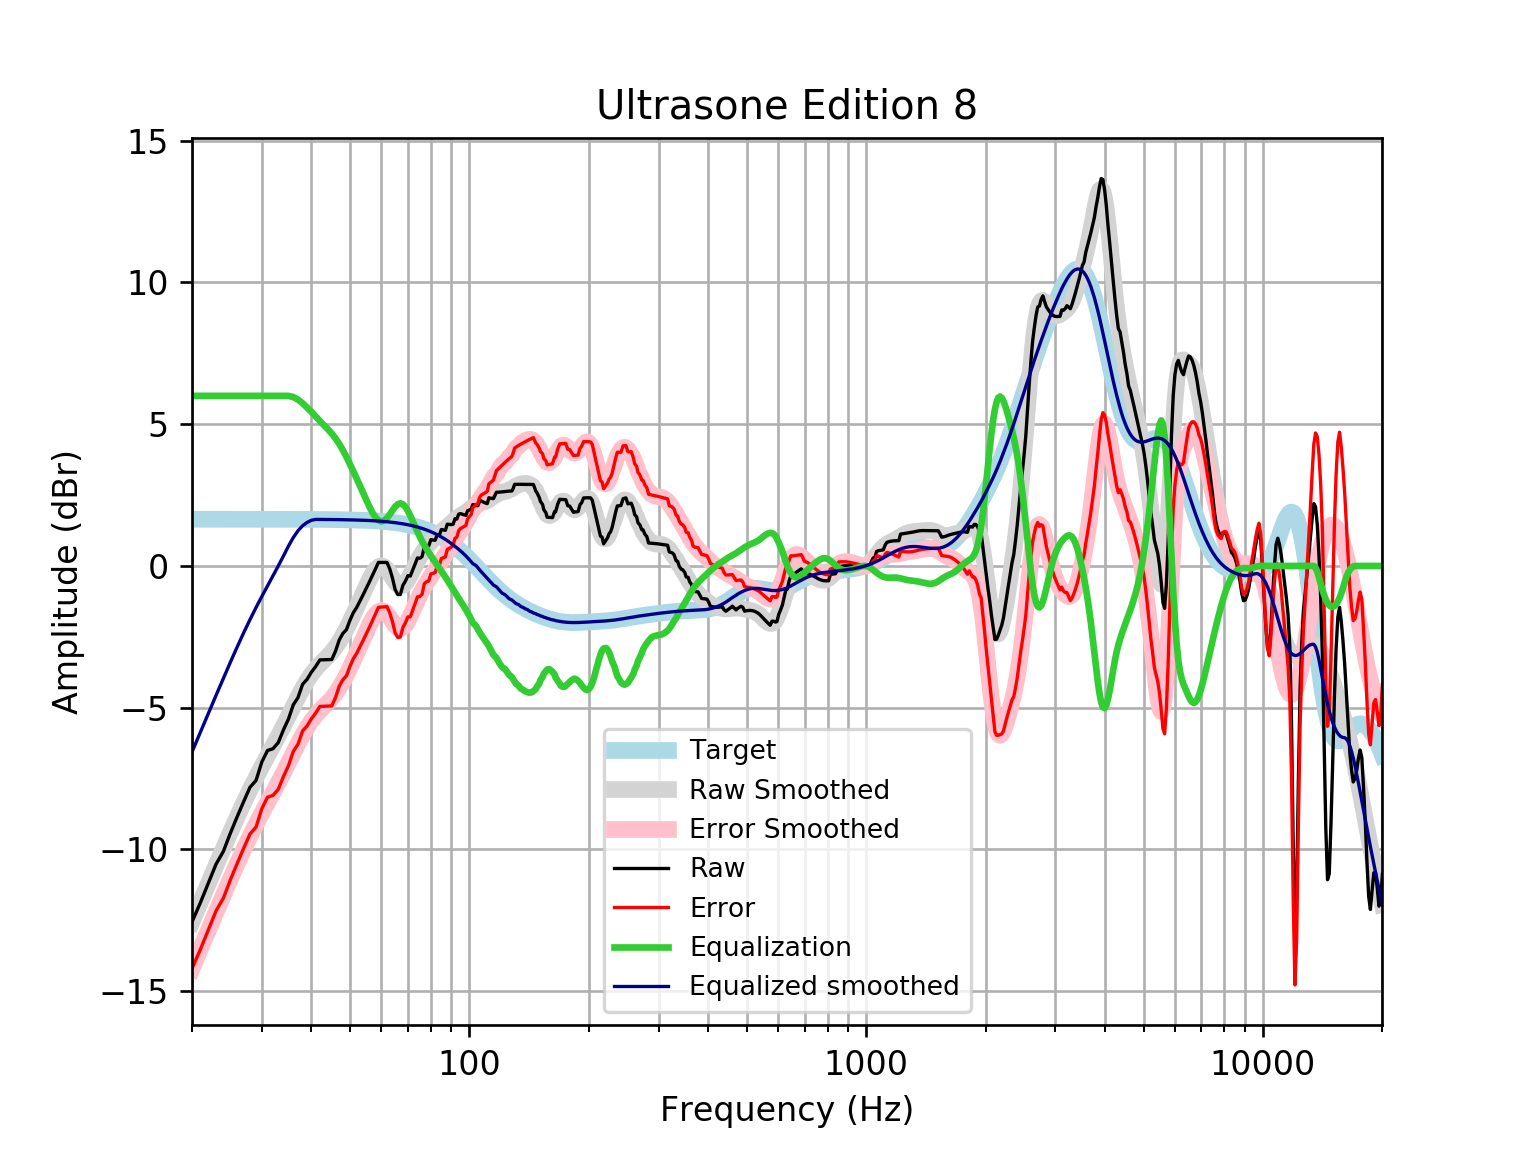 Ultrasone Edition 8
15
10
5
0
−5
−10
−15
Amplitude (dBr)
Target
Raw Smoothed
Error Smoothed
Raw
Error
Equalization
Equalized smoothed
100
1000
10000
Frequency (Hz)